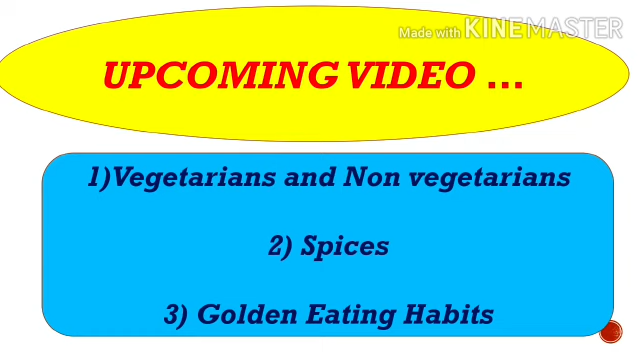 Made with KINEMASTER
UPCOMING VIDEO ...
1)Vegetarians and Non vegetarians
2) Spices
3) Golden Eating Habits